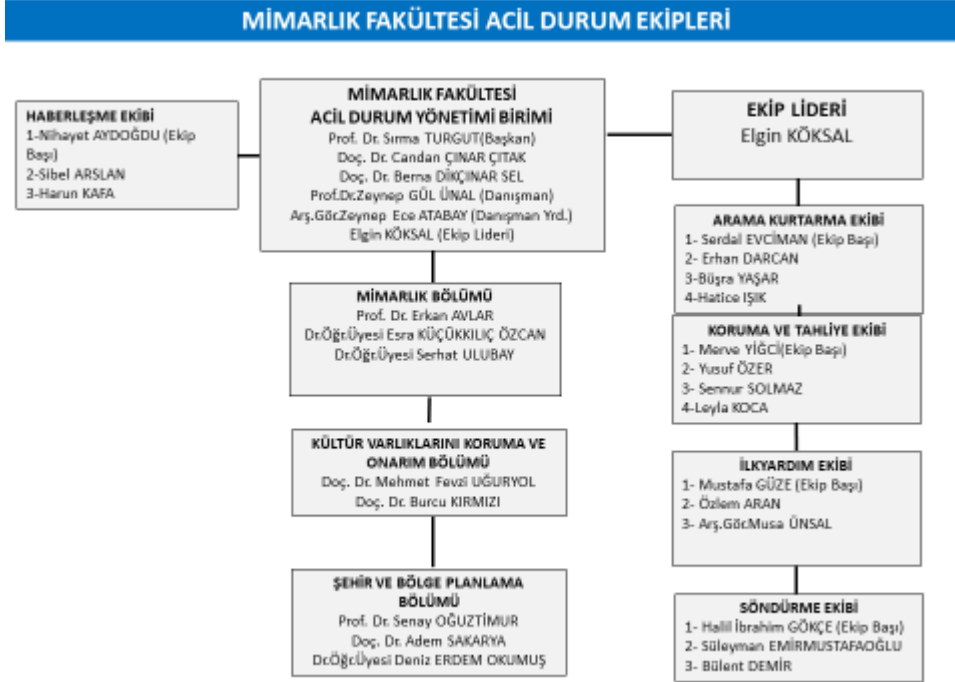 MİMARLIK FAKÜLTESİ ACİL DURUM EKİPLERİ
HABERLEŞME EKİBİ
1-Nihayet AYDOĞDU (Ekip
Başı)
2-Sibel ARSLAN
3-Harun KAFA
MİMARLIK FAKÜLTESİ
ACİL DURUM YÖNETİMİ BİRİMİ
Prof. Dr. Sırma TURGUT(Başkan)
Doç. Dr. Candan ÇINAR ÇITAK
Doç. Dr. Berna DİKÇINAR SEL
Prof.Dr.Zeynep GÜL ÜNAL (Danışman)
Arş.Gör.Zeynep Ece ATABAY (Danışman Yrd.)
Elgin KÖKSAL (Ekip Lideri)
MİMARLIK BÖLÜMÜ
Prof. Dr. Erkan AVLAR
Dr.Öğr.Üyesi Esra KÜÇÜKKILIÇ ÖZCAN
Dr.Öğr.Üyesi Serhat ULUBAY
KÜLTÜR VARLIKLARINI KORUMA VE
ONARIM BÖLÜMÜ
Doç. Dr. Mehmet Fevzi UĞURYOL
Doç. Dr. Burcu KIRMIZI
ŞEHİR VE BÖLGE PLANLAMA
BÖLÜMÜ
Prof. Dr. Senay OĞUZTİMUR
Doç. Dr. Adem SAKARYA
Dr.Öğr.Üyesi Deniz ERDEM OKUMUŞ
EKİP LİDERİ
Elgin KÖKSAL
ARAMA KURTARMA EKİBİ
1- Serdal EVCİMAN (Ekip Başı)
2- Erhan DARCAN
3-Büşra YAŞAR
4-Hatice IŞIK
KORUMA VE TAHLİYE EKİBİ
1- Merve YİĞCİ(Ekip Başı)
2- Yusuf ÖZER
3- Sennur SOLMAZ
4-Leyla KOCA
İLKYARDIM EKİBİ
1- Mustafa GÜZE (Ekip Başı)
2- Özlem ARAN
3- Arş.Gör.Musa ÜNSAL
SÖNDÜRME EKİBİ
1- Halil İbrahim GÖKÇE (Ekip Başı)
2- Süleyman EMİRMUSTAFAOĞLU
3- Bülent DEMİR